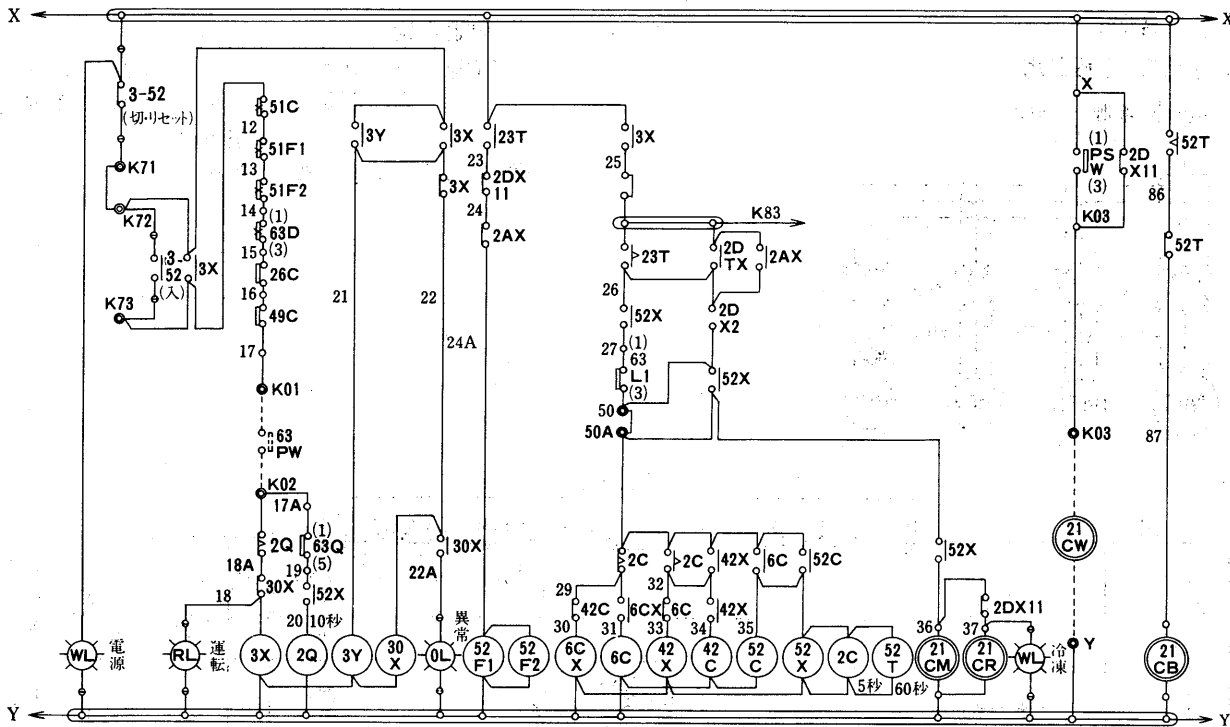 X
X
3-52
(切・リセット)
K71
K72
3-
52
(入)
3X
K73
51C
12
51F1
13
51F2
14
(1)
63D
15
(3)
26C
16
49C
17
K01
63
PW
K02
17A
2Q
(1)
63Q
(5)
18A
19
30X
52X
18
20
10秒
3Y
21
3X
3X
22
24A
30X
22A
23T
23
2DX
11
24
2AX
3X
25
K83
23T
2D
TX
2AX
26
52X
2D
X2
27
(1)
63
L1
(3)
52X
50
50A
2C
2C
42X
6C
52C
29
32
42C
6CX
6C
42X
30
31
33
34
35
52X
36
2DX11
37
X
(1)
PS
W
(3)
2D
X11
K03
K03
21
CW
Y
52T
86
52T
87
WL
電源
RL
運転
3X
2Q
3Y
30
X
OL
異常
52
F1
52
F2
6C
X
6C
42
X
42
C
52
C
52
X
2C
5秒
52
T
60秒
21
CM
21
CR
WL
冷凍
21
CB
Y
Y